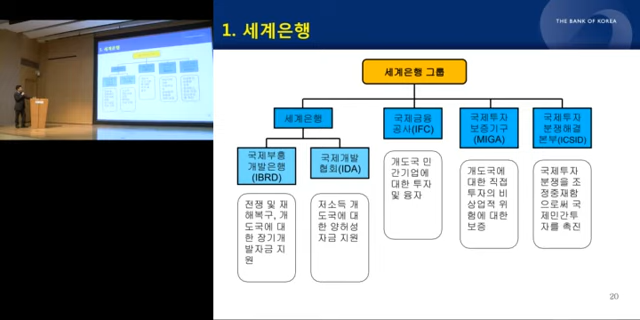 1. 세계은행
THE BANK OF KOREA
세계은행 그룹
세계은행
국제금융
공사(IFC)
국제투자
보증기구
(MIGA)
국제투자
분쟁해결
본부(ICSID)
국제부흥
개발은행
(IBRD)
국제개발
협회(IDA)
전쟁 및 재
해복구, 개
도국에 대
한 장기개
발자금 지
원
저소득 개
도국에 대
한 양허성
자금 지원
개도국 민
간기업에
대한 투자
및 융자
개도국에
대한 직접
투자의 비
상업적 위
험에 대한
보증
국제투자
분쟁을 조
정중재함
으로써 국
제민간투
자를 촉진
20
1. 세계은행